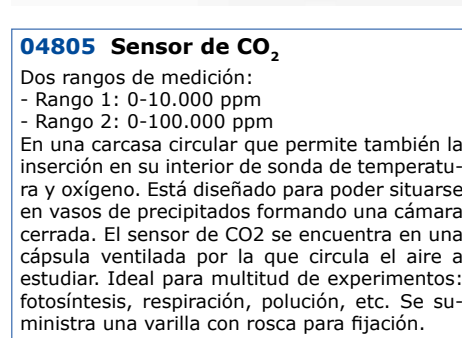 04805 Sensor de CO2
Dos rangos de medición:
- Rango 1: 0-10.000 ppm
- Rango 2: 0-100.000 ppm
En una carcasa circular que permite también la
inserción en su interior de sonda de temperatu-
ra y oxígeno. Está diseñado para poder situarse
en vasos de precipitados formando una cámara
cerrada. El sensor de CO2 se encuentra en una
cápsula ventilada por la que circula el aire a
estudiar. Ideal para multitud de experimentos:
fotosíntesis, respiración, polución, etc. Se su-
ministra una varilla con rosca para fijación.